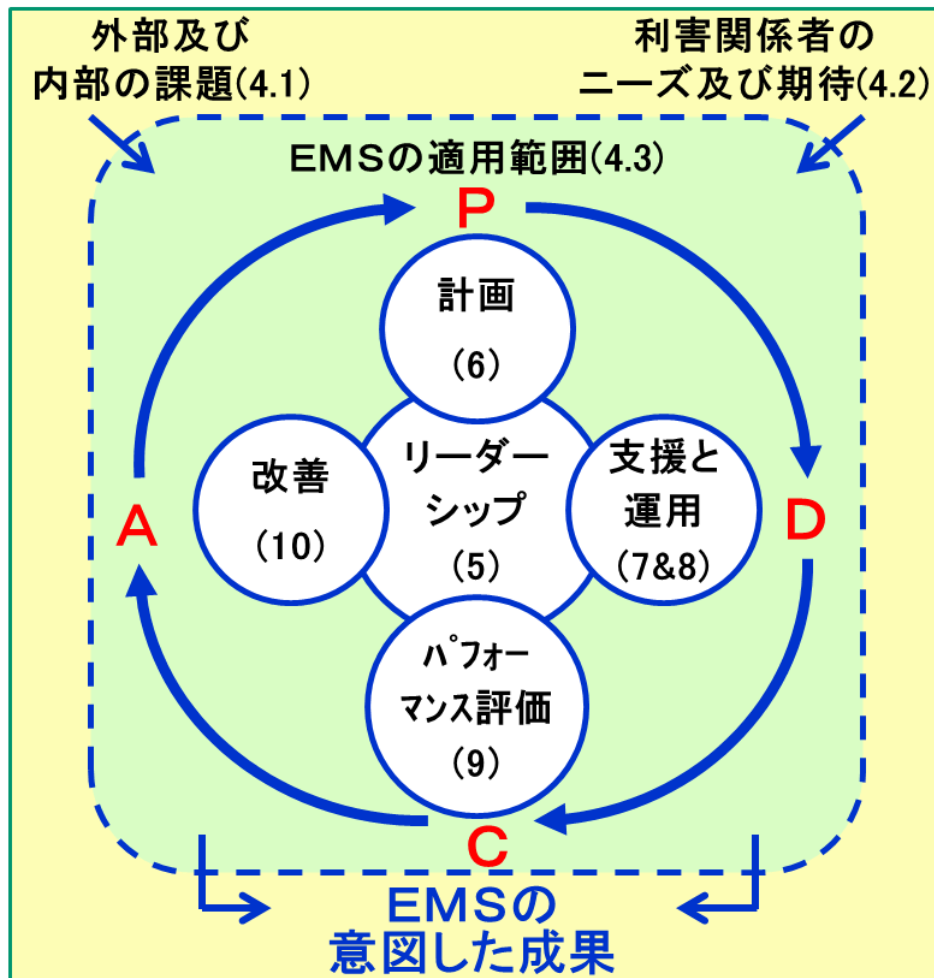 外部及び
内部の課題(4.1)
利害関係者の
ニーズ及び期待(4.2)
EMSの適用範囲(4.3)
P
計画
(6)
改善
(10)
リーダー
シップ
(5)
支援と
運用
(7&8)
A
D
ﾊﾟﾌｫｰ
ﾏﾝｽ評価
(9)
C
EMSの
意図した成果